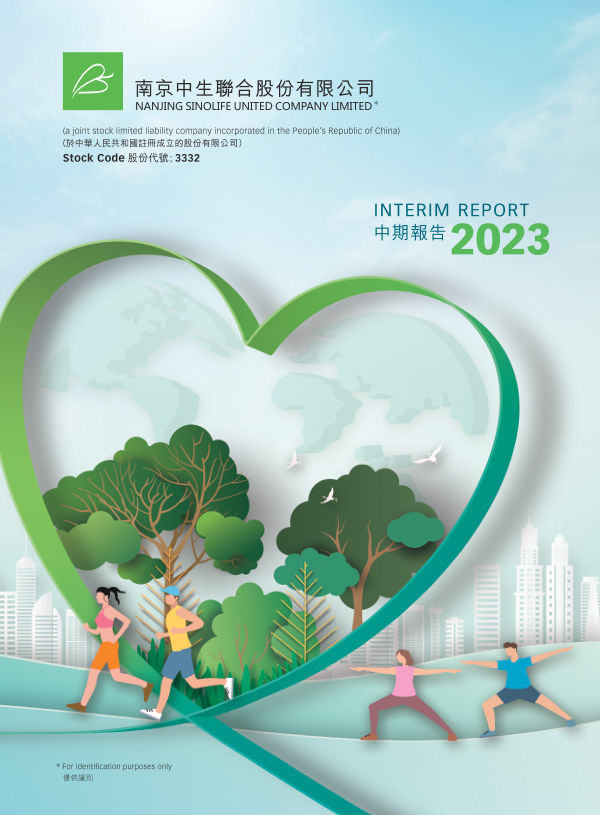 南京中生聯合股份有限公司
NANJING SINOLIFE UNITED COMPANY LIMITED *
(a joint stock limited liability company incorporated in the People's Republic of China)
(於中華人民共和國註冊成立的股份有限公司)
Stock Code 股份代號: 3332
INTERIM REPORT
中期報告 2023
* For identification purposes only
僅供識別